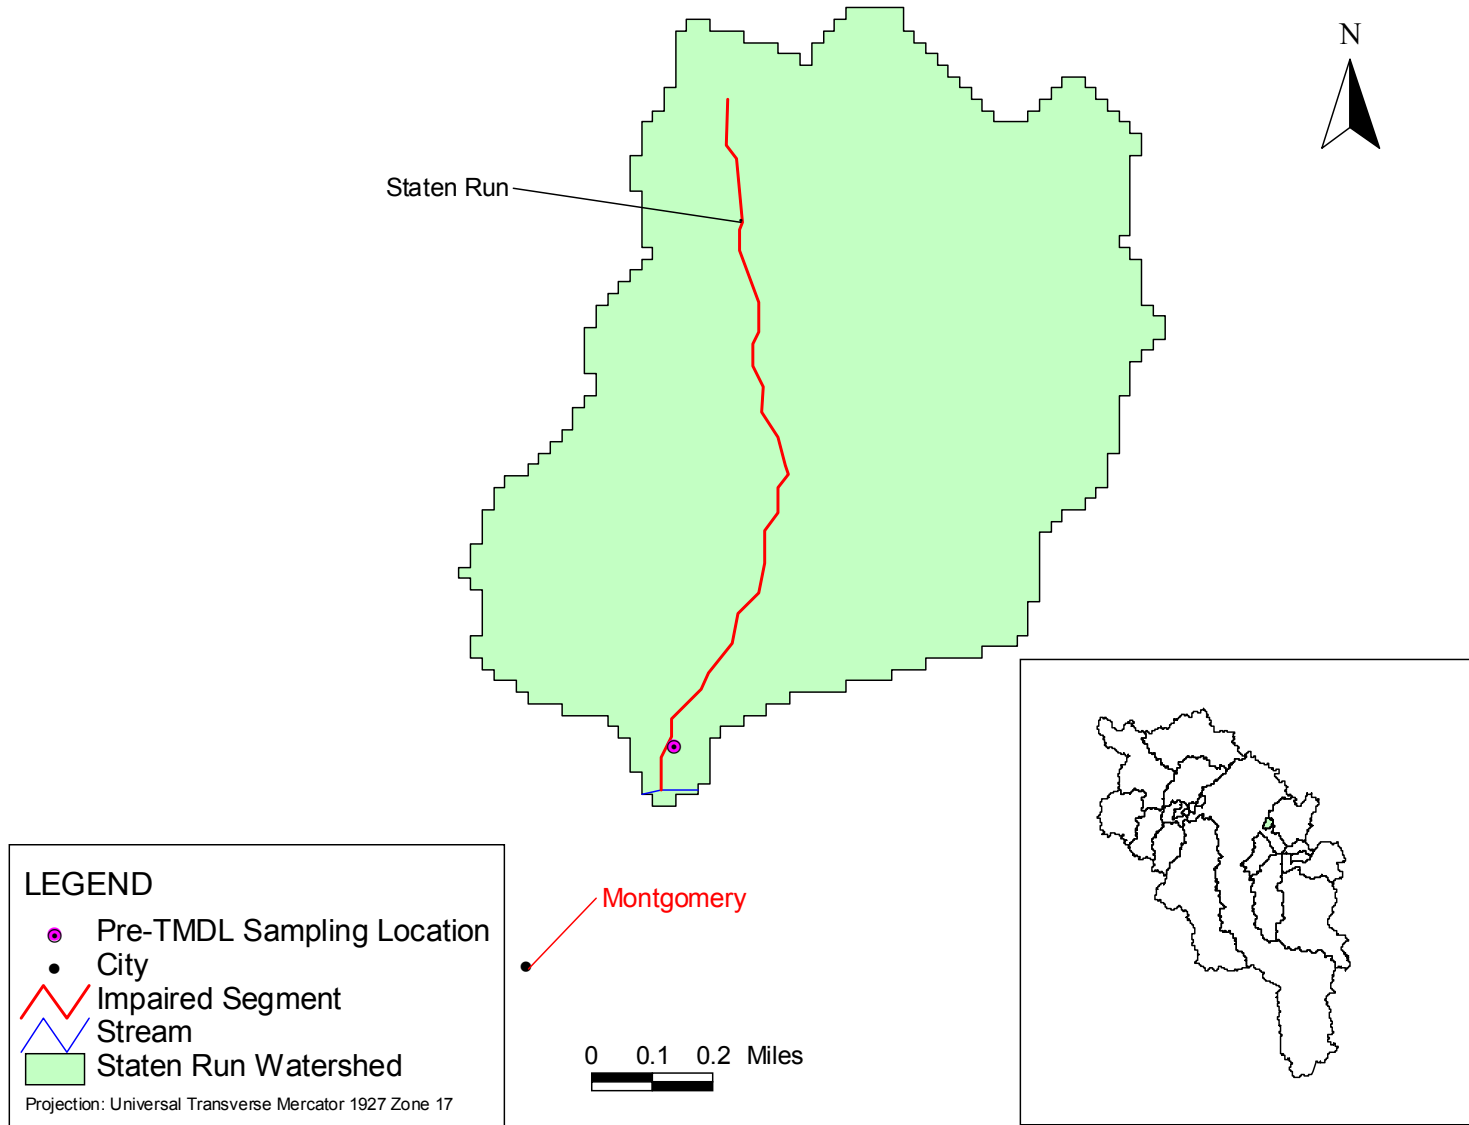 N
Staten Run
Montgomery
LEGEND
Pre-TMDL Sampling Location
City
Impaired Segment
Stream
Staten Run Watershed
Projection: Universal Transverse Mercator 1927 Zone 17
0 0.1 0.2 Miles